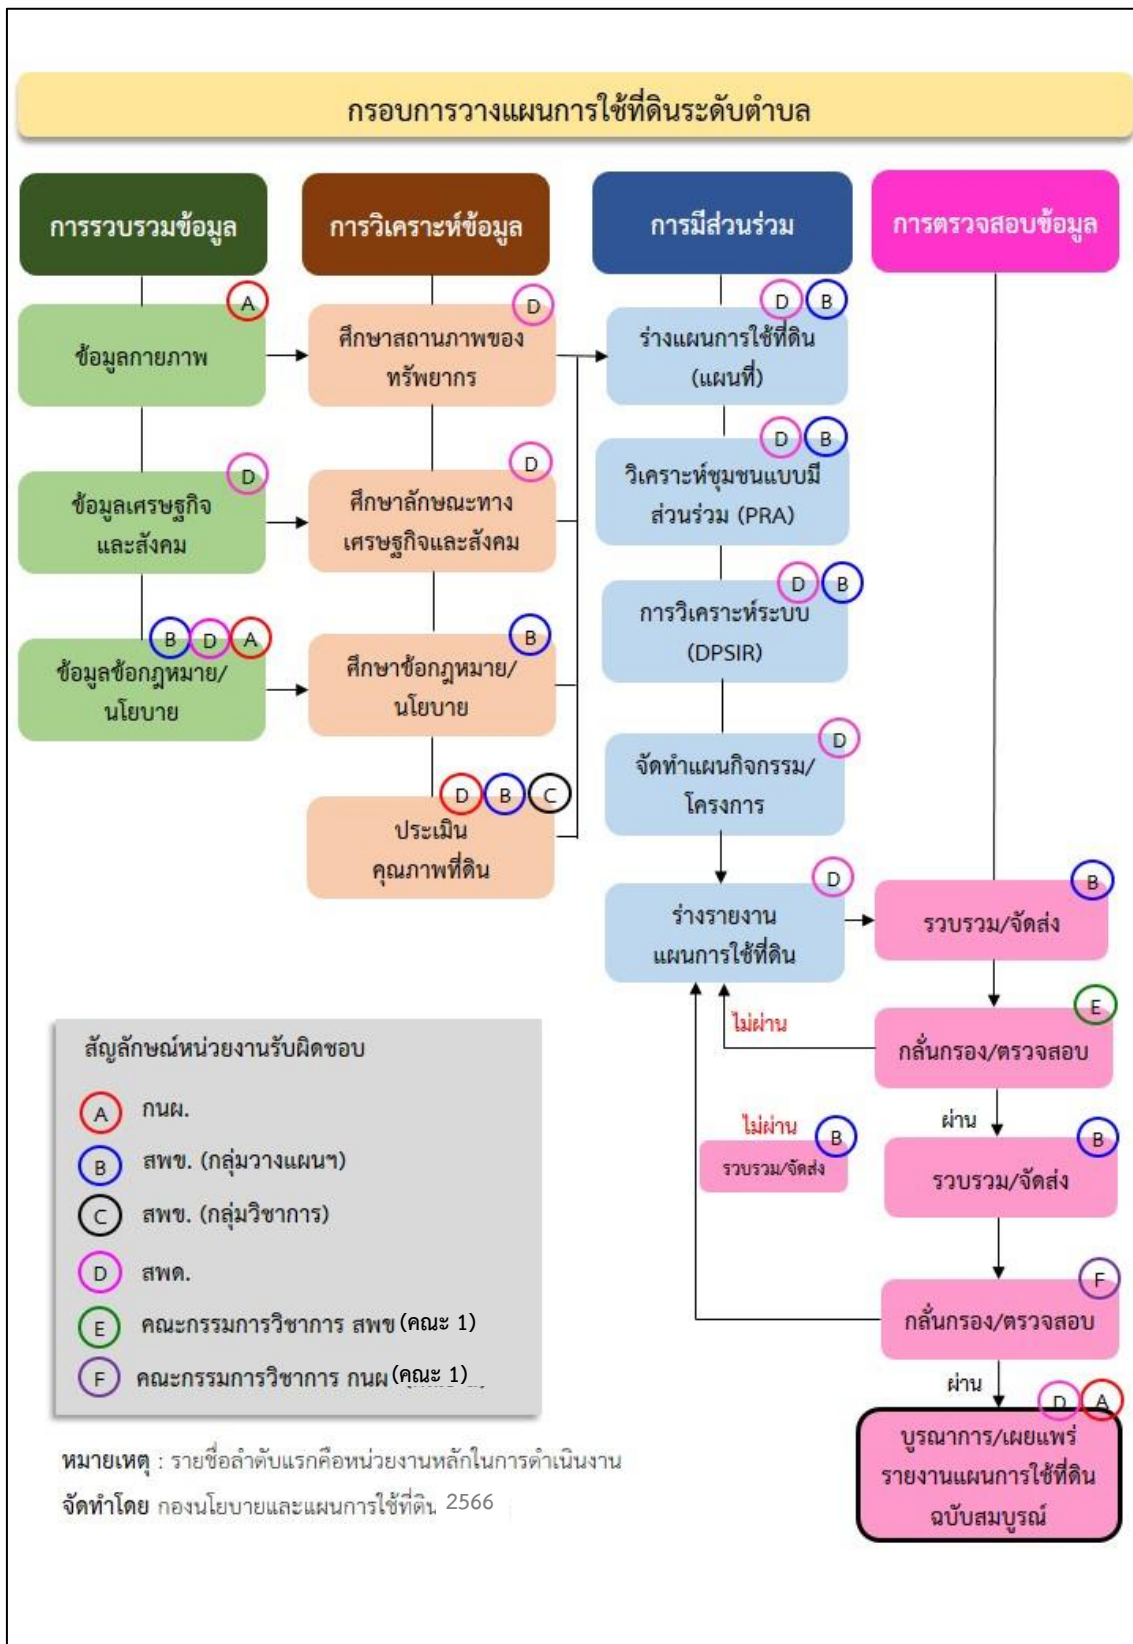 กรอบการวางแผนการใช้ที่ดินระดับตำบล
การรวบรวมข้อมูล
การวิเคราะห์ข้อมูล
การมีส่วนร่วม
การตรวจสอบข้อมูล
A
ข้อมูลกายภาพ
D
ข้อมูลเศรษฐกิจ
และสังคม
B D A
ข้อมูลข้อกฎหมาย/
นโยบาย
D
ศึกษาสถานภาพของ
ทรัพยากร
D
ศึกษาลักษณะทาง
เศรษฐกิจและสังคม
B
ศึกษาข้อกฎหมาย/
นโยบาย
D B C
ประเมิน
คุณภาพที่ดิน
D B
ร่างแผนการใช้ที่ดิน
(แผนที่)
D B
วิเคราะห์ชุมชนแบบมี
ส่วนร่วม (PRA)
D B
การวิเคราะห์ระบบ
(DPSIR)
D
จัดทำแผนกิจกรรม/
โครงการ
D
ร่างรายงาน
แผนการใช้ที่ดิน
B
รวบรวม/จัดส่ง
E
กลั่นกรอง/ตรวจสอบ
ไม่ผ่าน
ผ่าน
B
รวบรวม/จัดส่ง
ไม่ผ่าน
B
รวบรวม/จัดส่ง
F
กลั่นกรอง/ตรวจสอบ
ผ่าน
D A
บูรณาการ/เผยแพร่
รายงานแผนการใช้ที่ดิน
ฉบับสมบูรณ์
สัญลักษณ์หน่วยงานรับผิดชอบ
A กนผ.
B สพข. (กลุ่มวางแผนฯ)
C สพข. (กลุ่มวิชาการ)
D สพด.
E คณะกรรมการวิชาการ สพข (คณะ 1)
F คณะกรรมการวิชาการ กนผ (คณะ 1)
หมายเหตุ : รายชื่อลำดับแรกคือหน่วยงานหลักในการดำเนินงาน
จัดทำโดย กองนโยบายและแผนการใช้ที่ดิน 2566